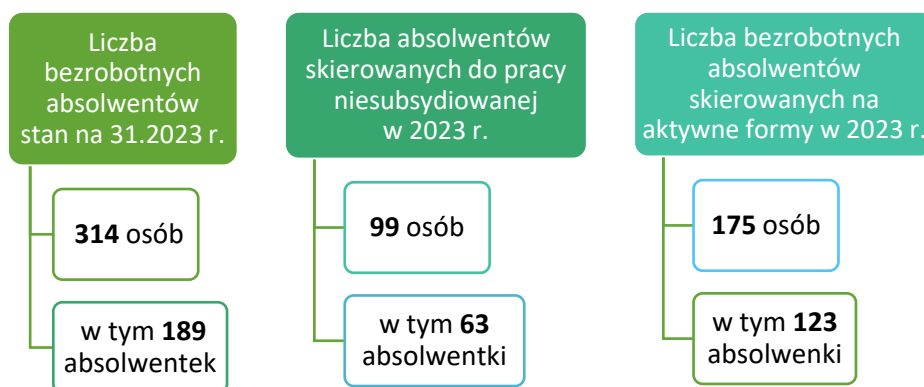 Liczba
bezrobotnych
absolwentów
stan na 31.2023 r.
314 osób
w tym 189
absolwentek
Liczba absolwentów
skierowanych do pracy
niesubsydiowanej
w 2023 r.
99 osób
w tym 63
absolwentki
Liczba bezrobotnych
absolwentów
skierowanych na
aktywne formy w 2023 r.
175 osób
w tym 123
absolwenki